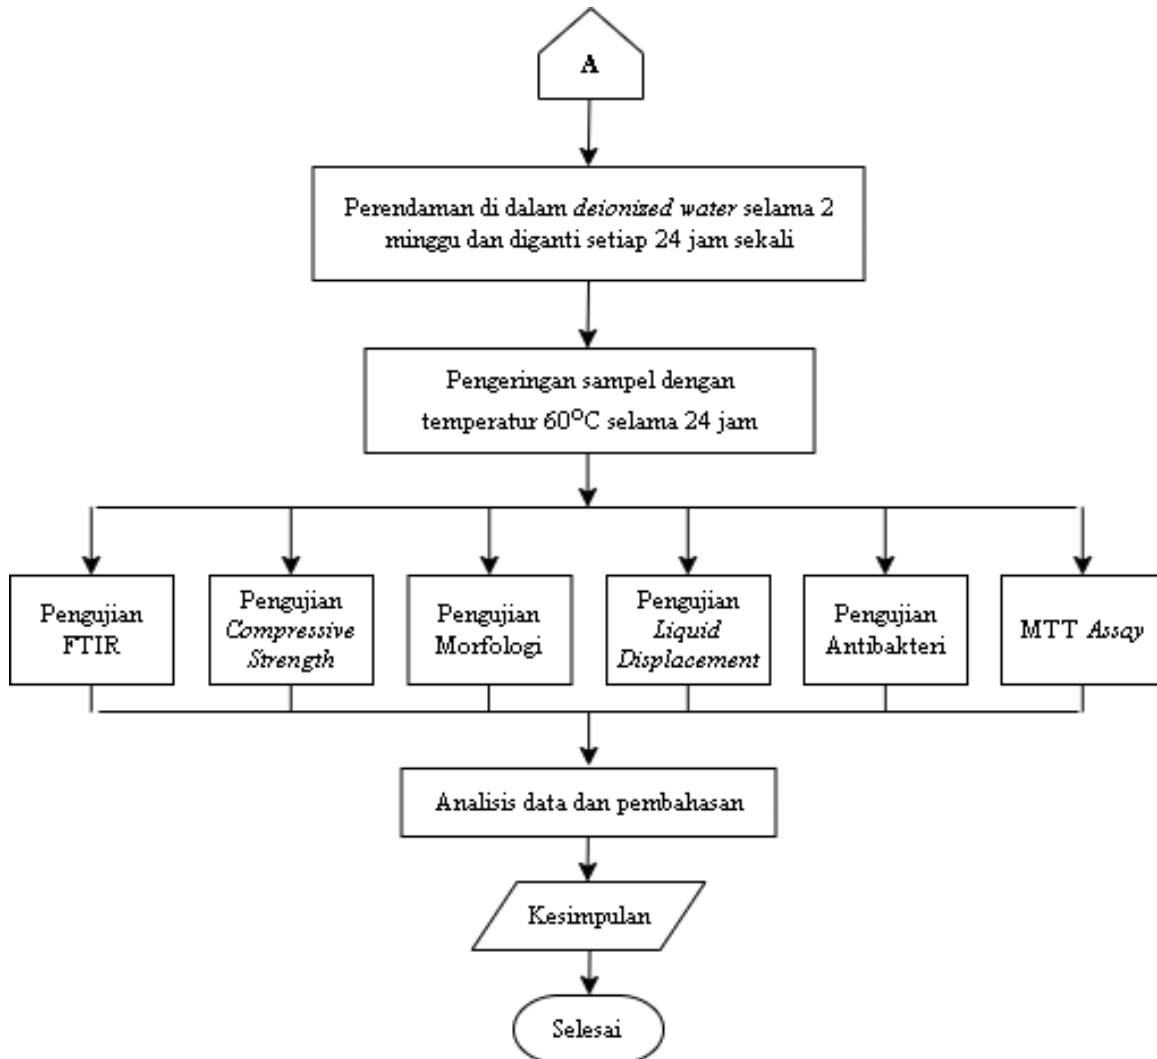 A
Perendaman di dalam deionized water selama 2
minggu dan diganti setiap 24 jam sekali
Pengeringan sampel dengan
temperatur 60°C selama 24 jam
Pengujian
FTIR
Pengujian
Compressive
Strength
Pengujian
Morfologi
Pengujian
Liquid
Displacement
Pengujian
Antibakteri
MTT Assay
Analisis data dan pembahasan
Kesimpulan
Selesai